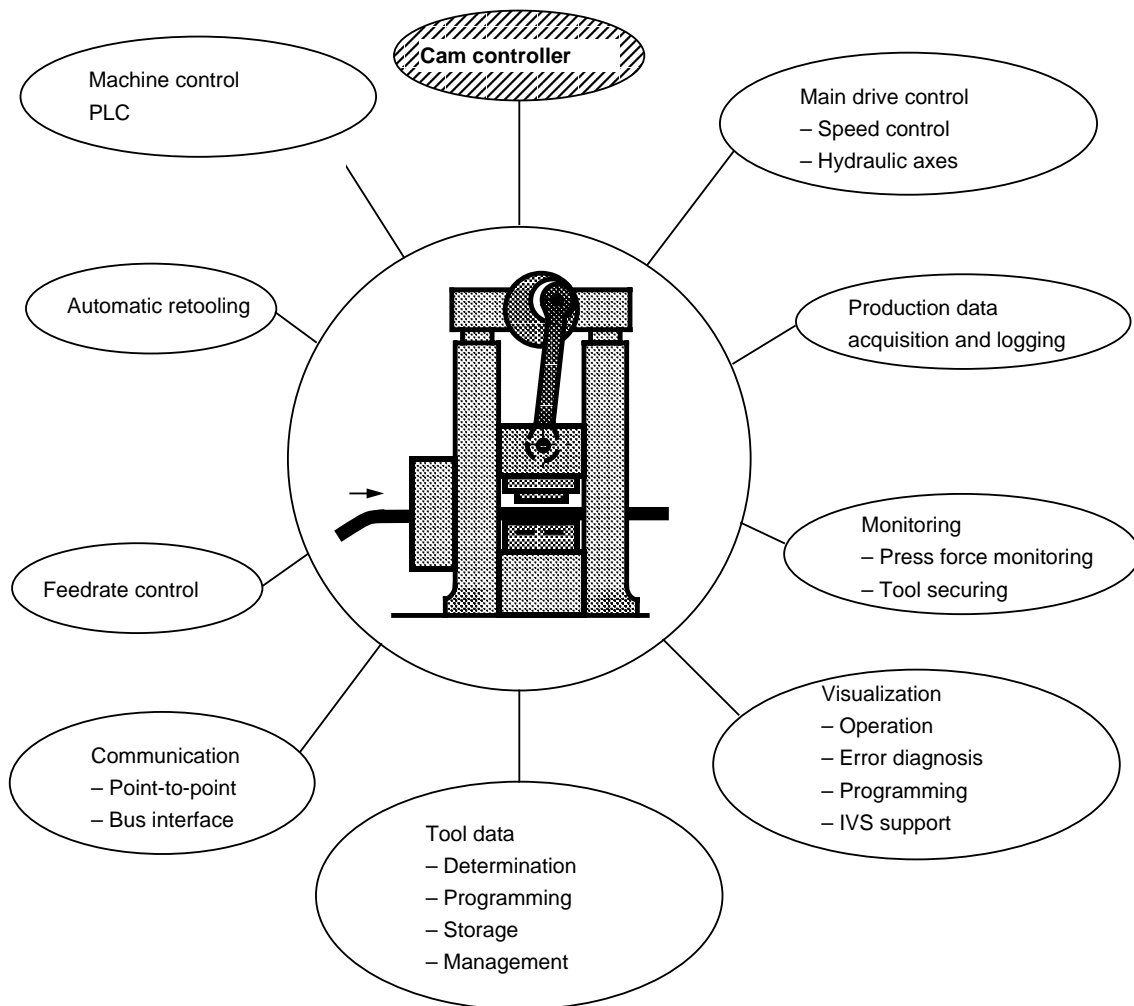 Cam controller
Machine control
PLC
Main drive control
– Speed control
– Hydraulic axes
Automatic retooling
Production data
acquisition and logging
Feedrate control
Monitoring
– Press force monitoring
– Tool securing
Communication
– Point-to-point
– Bus interface
Visualization
– Operation
– Error diagnosis
– Programming
– IVS support
Tool data
– Determination
– Programming
– Storage
– Management